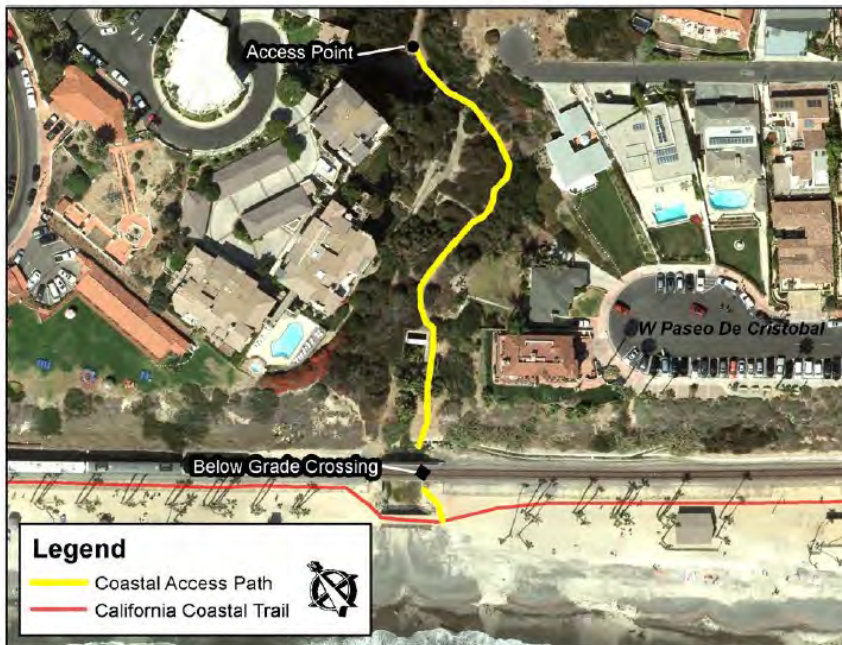 Access Point
W Paseo De Cristobal
Below Grade Crossing
Legend
Coastal Access Path
California Coastal Trail